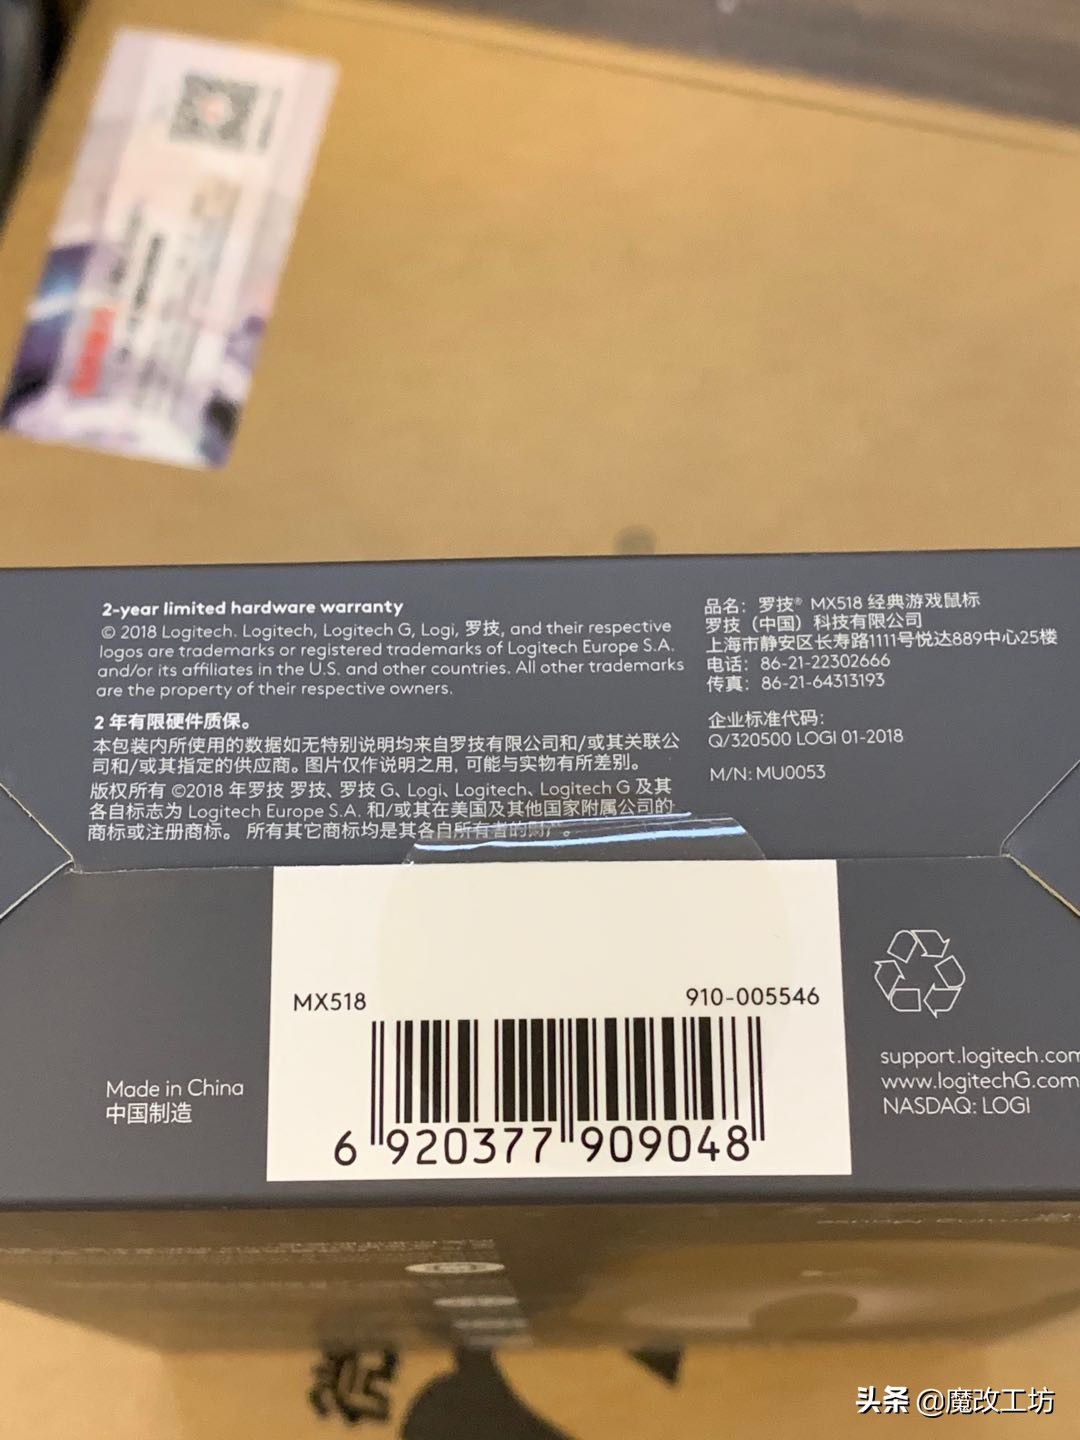 2-year limited hardware warranty
© 2018 Logitech. Logitech, Logitech G, Logi, 罗技, and their respective
logos are trademarks or registered trademarks of Logitech Europe S.A.
and/or its affiliates in the U.S. and other countries. All other trademarks
are the property of their respective owners.
2 年有限硬件质保。
本包装内所使用的数据如无特别说明均来自罗技有限公司和/或其关联公
司和/或其指定的供应商。图片仅作说明之用, 可能与实物有所差别。
版权所有 ©2018 年罗技 罗技、罗技 G、Logi、Logitech、Logitech G 及其
各自标志为 Logitech Europe S.A. 和/或其在美国及其他国家附属公司的
商标或注册商标。 所有其它商标均是其各自所有者的财产。
品名: 罗技® MX518 经典游戏鼠标
罗技（中国）科技有限公司
上海市静安区长寿路1111号悦达889中心25楼
电话: 86-21-22302666
传真: 86-21-64313193
企业标准代码:
Q/320500 LOGI 01-2018
M/N: MU0053
MX518 910-005546
6 920377 909048
Made in China
中国制造
support.logitech.com
www.logitechG.com
NASDAQ: LOGI
头条 @魔改工坊